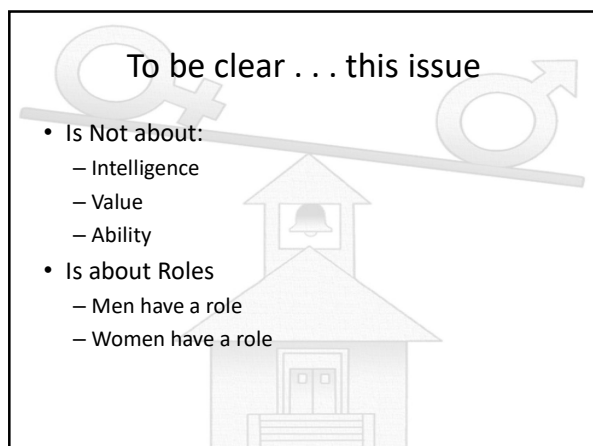 To be clear . . . this issue
• Is Not about:
– Intelligence
– Value
– Ability
• Is about Roles
– Men have a role
– Women have a role